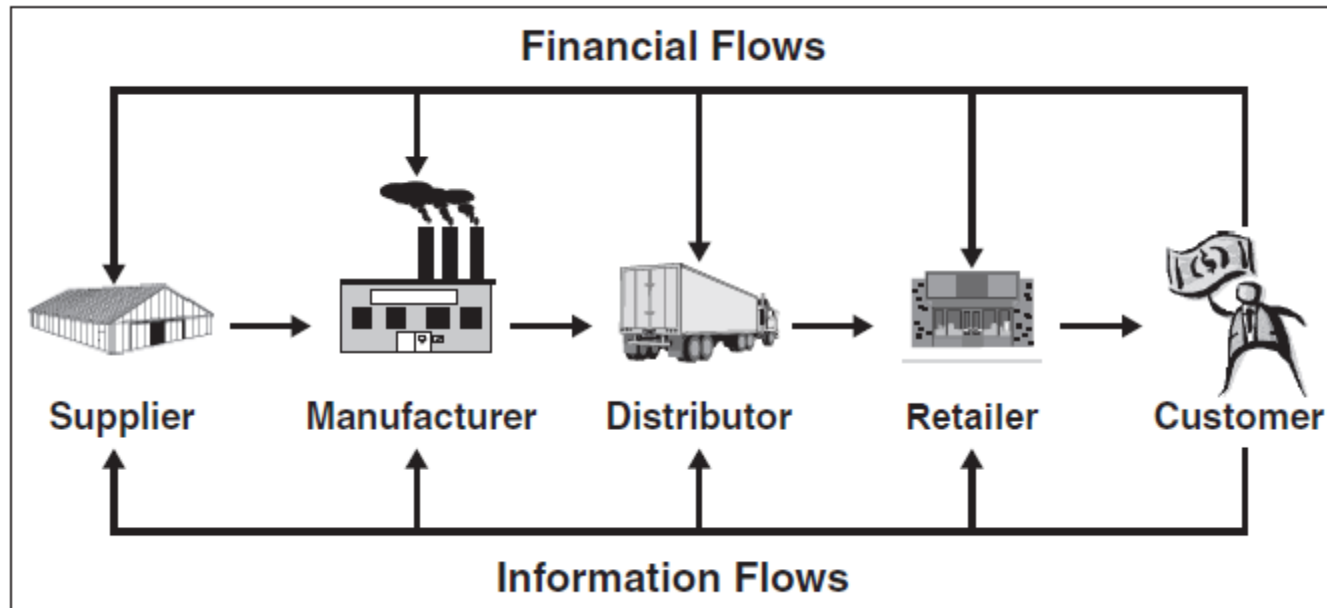 Financial Flows
Supplier Manufacturer Distributor Retailer Customer
Information Flows